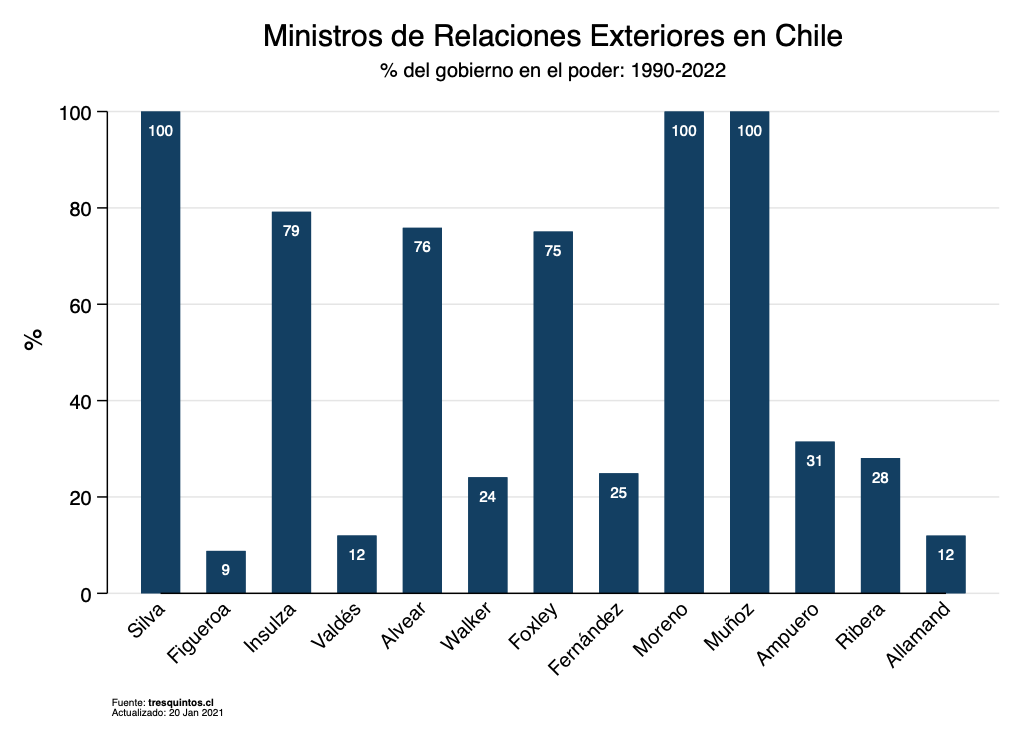 Ministros de Relaciones Exteriores en Chile
% del gobierno en el poder: 1990-2022
%
100
80
60
40
20
0
100
9
79
12
76
24
75
25
100
100
31
28
12
Silva
Figueroa
Insulza
Valdés
Alvear
Walker
Foxley
Fernández
Moreno
Muñoz
Ampuero
Ribera
Allamand
Fuente: tresquintos.cl
Actualizado: 20 Jan 2021